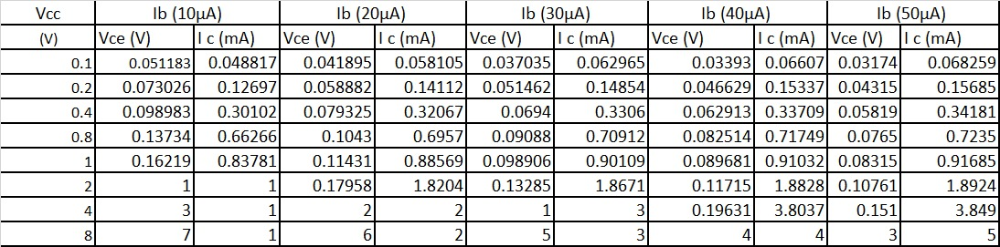 Vcc Ib (10µA) Ib (20µA) Ib (30µA) Ib (40µA) Ib (50µA)
(V) Vce (V) I c (mA) Vce (V) I c (mA) Vce (V) I c (mA) Vce (V) I c (mA) Vce (V) I c (mA)
0.1 0.051183 0.048817 0.041895 0.058105 0.037035 0.062965 0.03393 0.06607 0.03174 0.068259
0.2 0.073026 0.12697 0.058882 0.14112 0.051462 0.14854 0.046629 0.15337 0.04315 0.15685
0.4 0.098983 0.30102 0.079325 0.32067 0.0694 0.3306 0.062913 0.33709 0.05819 0.34181
0.8 0.13734 0.66266 0.1043 0.6957 0.09088 0.70912 0.082514 0.71749 0.0765 0.7235
1 0.16219 0.83781 0.11431 0.88569 0.098906 0.90109 0.089681 0.91032 0.08315 0.91685
2 1 1 0.17958 1.8204 0.13285 1.8671 0.11715 1.8828 0.10761 1.8924
4 3 1 2 2 1 3 0.19631 3.8037 0.151 3.849
8 7 1 6 2 5 3 4 4 3 5